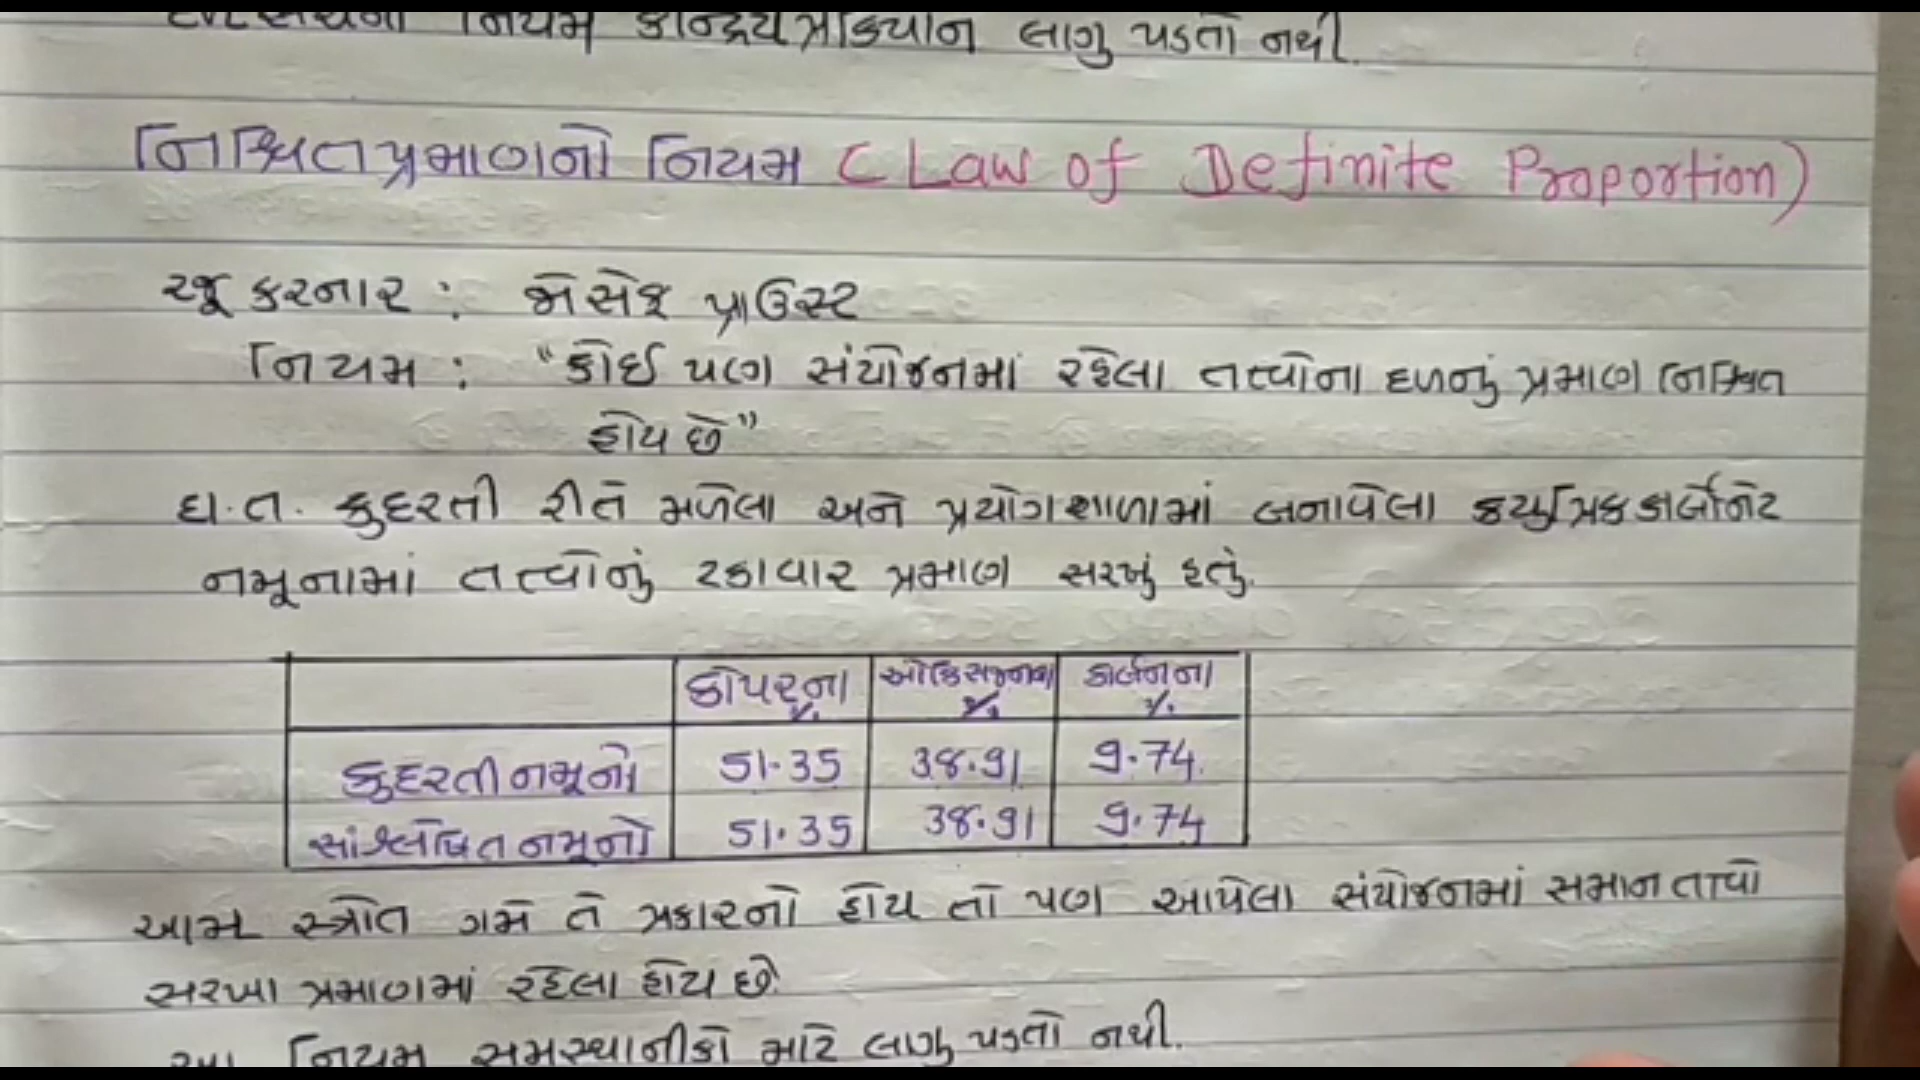 નિયમ કેન્દ્રિય પ્રક્રિયાને લાગુ પડતો નથી.
નિશ્ચિત પ્રમાણનો નિયમ (Law of Definite Proportion)
રજૂ કરનાર : જોસેફ પ્રાઉસ્ટ
નિયમ : "કોઈ પણ સંયોજનમાં રહેલા તત્વોના દળનું પ્રમાણ નિશ્ચિત
હોય છે"
દા.ત. કુદરતી રીતે મળેલા અને પ્રયોગશાળામાં બનાવેલા ક્યુપ્રિક કાર્બોનેટ
નમૂનામાં તત્વોનું ટકાવાર પ્રમાણ સરખું હતું.
કોપરના % ઓક્સિજનના % કાર્બનના %
કુદરતી નમૂનો 51.35 38.91 9.74
સાંશ્લેષિત નમૂનો 51.35 38.91 9.74
આમ સ્ત્રોત ગમે તે પ્રકારનો હોય તો પણ આપેલા સંયોજનમાં સમાન તત્વો
સરખા પ્રમાણમાં રહેલા હોય છે.
આ નિયમ સમસ્થાનીકો માટે લાગુ પડતો નથી.